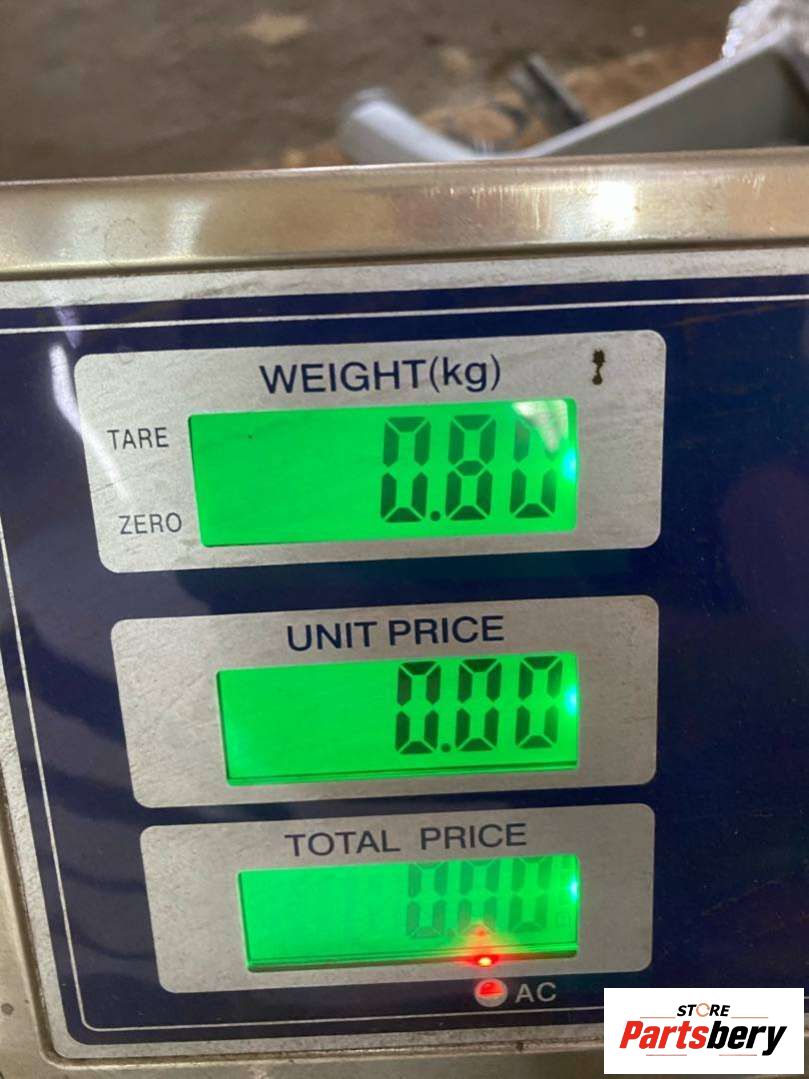 WEIGHT(kg)
TARE
0.80
ZERO
UNIT PRICE
0.00
TOTAL PRICE
0.00
AC
STORE
Partsbery